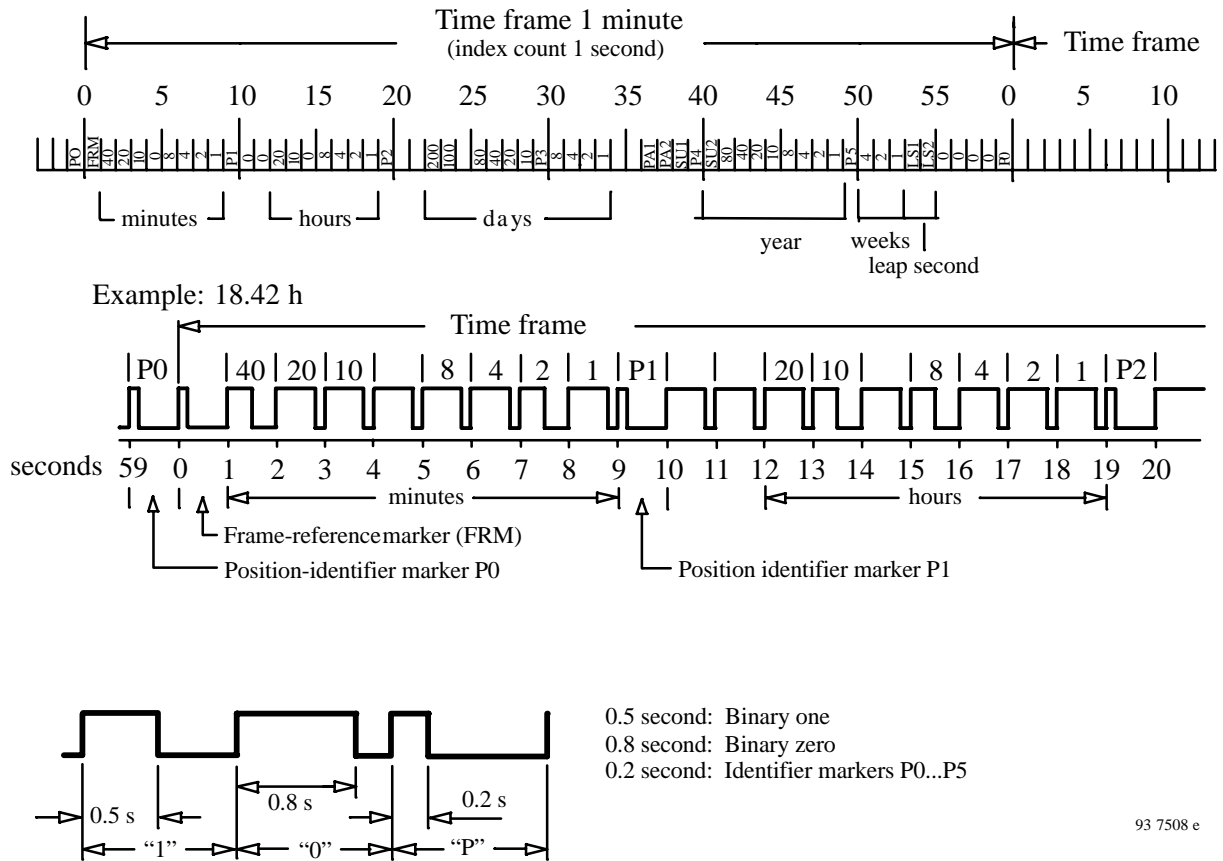 Time frame 1 minute
(index count 1 second)
Time frame
0 5 10 15 20 25 30 35 40 45 50 55 0 5 10
PO FRM 40 20 10 0 8 4 2 1 P1 0 0 20 10 0 8 4 2 1 P2 200 100 80 40 20 10 P3 8 4 2 1 PA1 PA2 SU1 P4 SU2 80 40 20 10 8 4 2 1 P5 4 2 1 LS1 LS2 0 0 0 0 P0
minutes hours days year weeks
leap second
Example: 18.42 h
Time frame
P0 40 20 10 8 4 2 1 P1 20 10 8 4 2 1 P2
seconds 59 0 1 2 3 4 5 6 7 8 9 10 11 12 13 14 15 16 17 18 19 20
minutes hours
Frame-reference marker (FRM)
Position-identifier marker P0
Position identifier marker P1
0.5 second: Binary one
0.8 second: Binary zero
0.2 second: Identifier markers P0...P5
0.5 s 0.8 s 0.2 s
“1” “0” “P”
93 7508 e